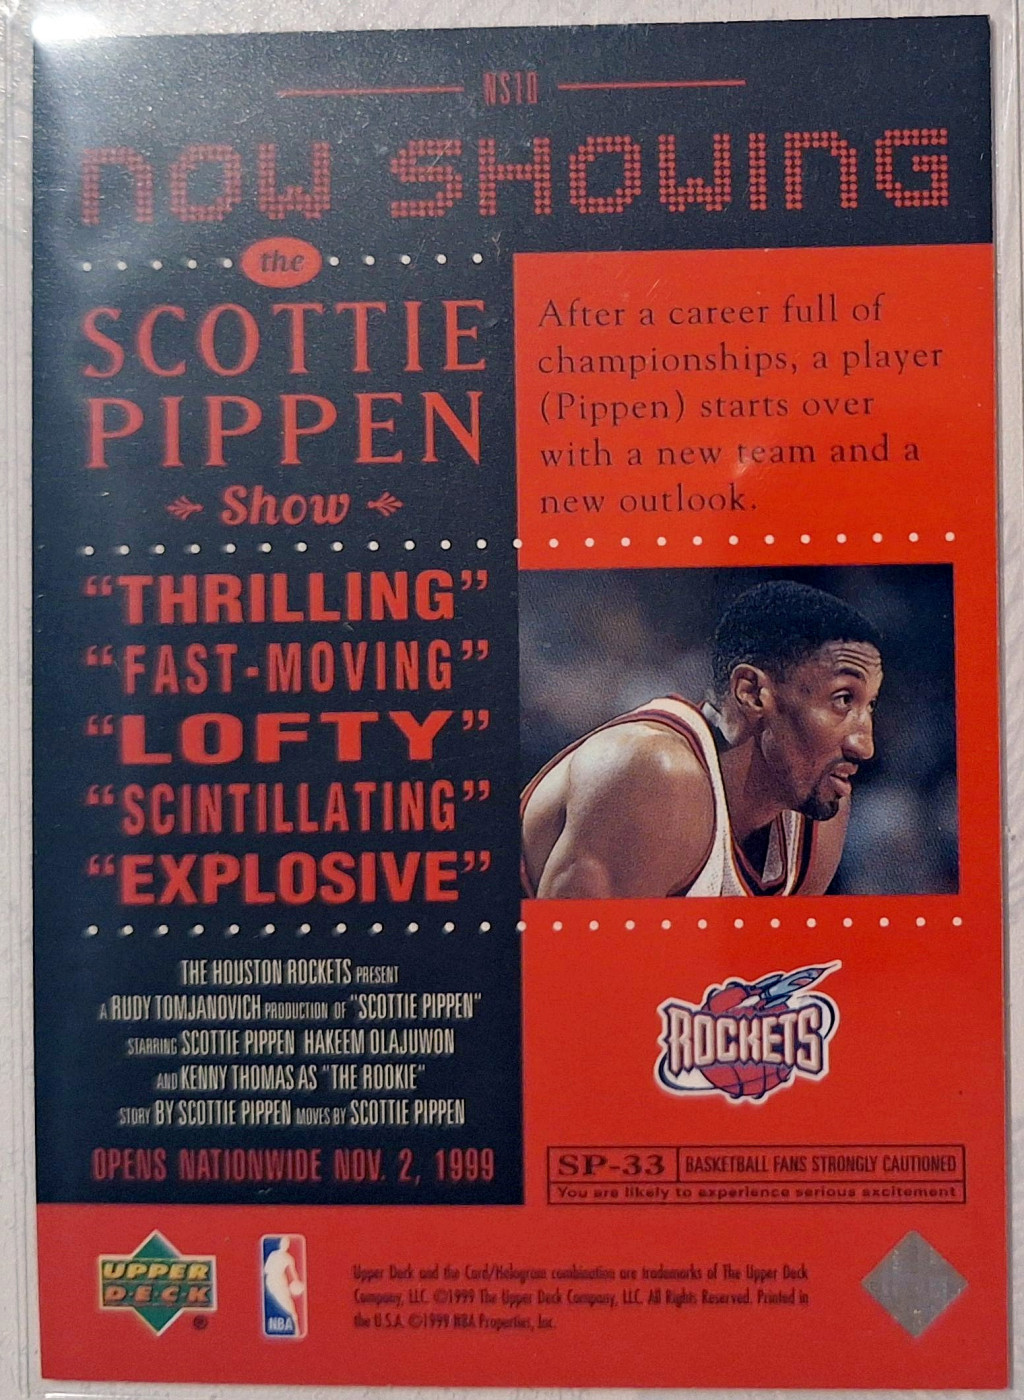 NS10
NOW SHOWING
the
SCOTTIE
PIPPEN
Show
After a career full of
championships, a player
(Pippen) starts over
with a new team and a
new outlook.
"THRILLING"
"FAST-MOVING"
"LOFTY"
"SCINTILLATING"
"EXPLOSIVE"
THE HOUSTON ROCKETS PRESENT
A RUDY TOMJANOVICH PRODUCTION OF "SCOTTIE PIPPEN"
STARRING SCOTTIE PIPPEN HAKEEM OLAJUWON
AND KENNY THOMAS AS "THE ROOKIE"
STORY BY SCOTTIE PIPPEN MOVES BY SCOTTIE PIPPEN
OPENS NATIONWIDE NOV. 2, 1999
ROCKETS
SP-33 BASKETBALL FANS STRONGLY CAUTIONED
You are likely to experience serious excitement
UPPER
DECK
®
NBA
Upper Deck and the Card/Hologram combination are trademarks of The Upper Deck
Company, LLC. ©1999 The Upper Deck Company, LLC. All Rights Reserved. Printed in
the U.S.A. ©1999 NBA Properties, Inc.